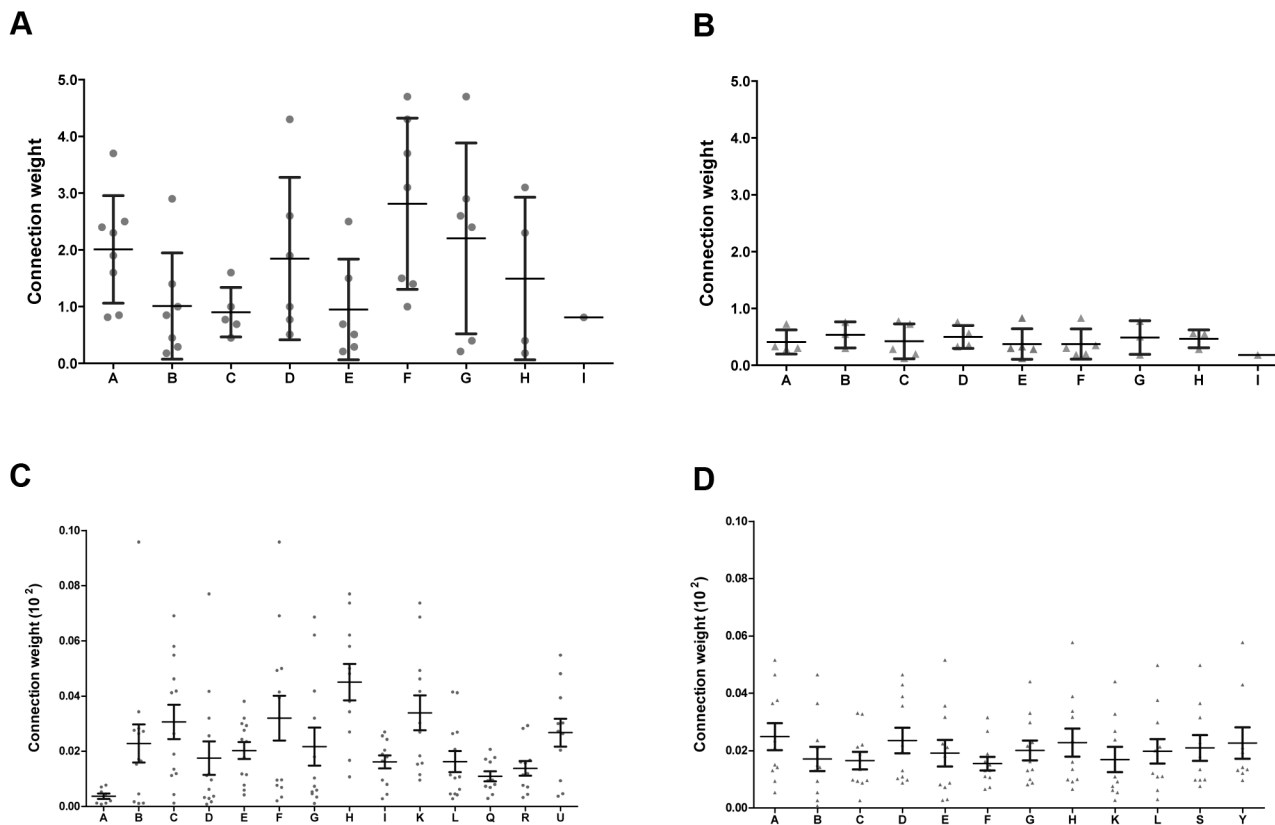 A
Connection weight
5.0
4.0
3.0
2.0
1.0
0.0
A B C D E F G H I
B
Connection weight
5.0
4.0
3.0
2.0
1.0
0.0
A B C D E F G H I
C
Connection weight (10 ²)
0.10
0.08
0.06
0.04
0.02
0.00
A B C D E F G H I K L Q R U
D
Connection weight (10 ²)
0.10
0.08
0.06
0.04
0.02
0.00
A B C D E F G H K L S Y